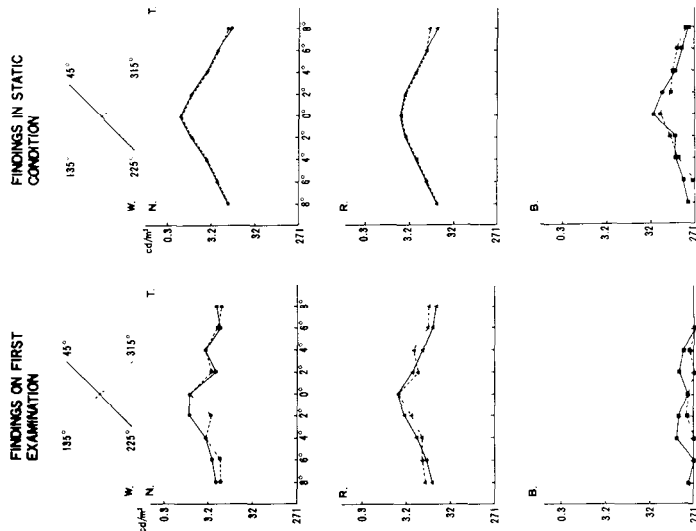 FINDINGS ON FIRST
EXAMINATION
135° 45°
225° 315°
W.
N. T.
cd/m²
0.3
3.2
32
271
8° 6° 4° 2° 0° 2° 4° 6° 8°
R.
0.3
3.2
32
271
B.
0.3
3.2
32
271
FINDINGS IN STATIC
CONDITION
135° 45°
225° 315°
W.
N. T.
cd/m²
0.3
3.2
32
271
8° 6° 4° 2° 0° 2° 4° 6° 8°
R.
0.3
3.2
32
271
B.
0.3
3.2
32
271